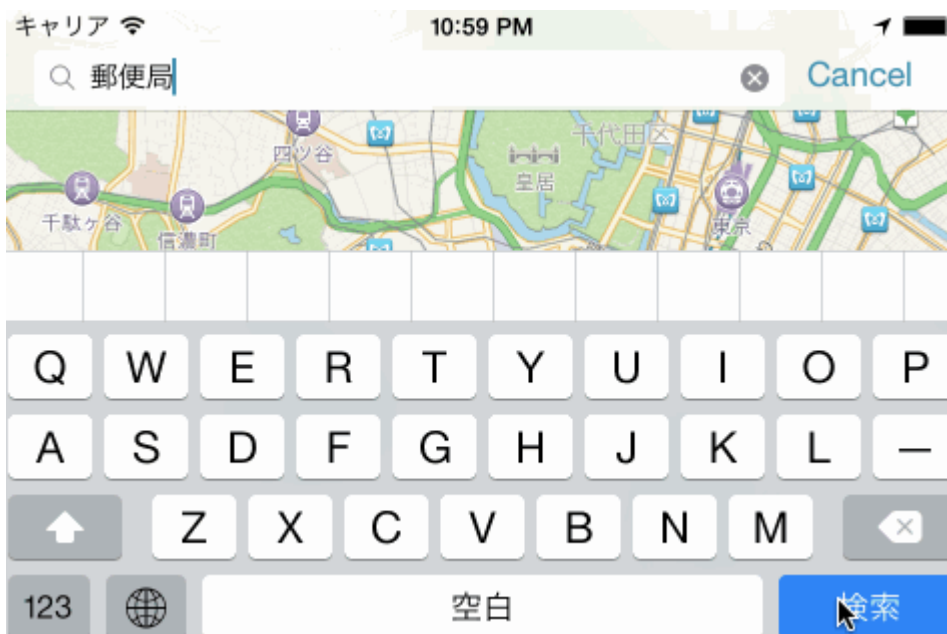 キャリア 10:59 PM
郵便局 Cancel
千代田区
四ツ谷
皇居
千駄ヶ谷
信濃町
東京
Q W E R T Y U I O P
A S D F G H J K L ー
Z X C V B N M
123 空白 検索